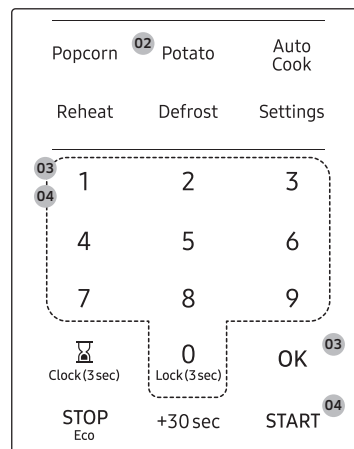 Popcorn 02 Potato Auto
Cook
Reheat Defrost Settings
03 1 2 3
04
4 5 6
7 8 9
0 OK 03
Clock(3 sec) Lock(3 sec)
STOP +30 sec START 04
Eco